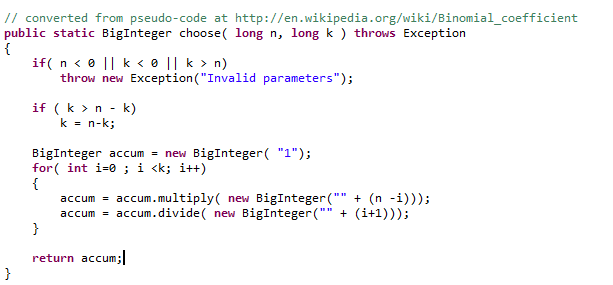 // converted from pseudo-code at http://en.wikipedia.org/wiki/Binomial_coefficient
public static BigInteger choose( long n, long k ) throws Exception
{
    if( n < 0 || k < 0 || k > n)
        throw new Exception("Invalid parameters");

    if ( k > n - k)
        k = n-k;

    BigInteger accum = new BigInteger( "1");
    for( int i=0 ; i <k; i++)
    {
        accum = accum.multiply( new BigInteger("" + (n -i)));
        accum = accum.divide( new BigInteger("" + (i+1)));
    }

    return accum;
}